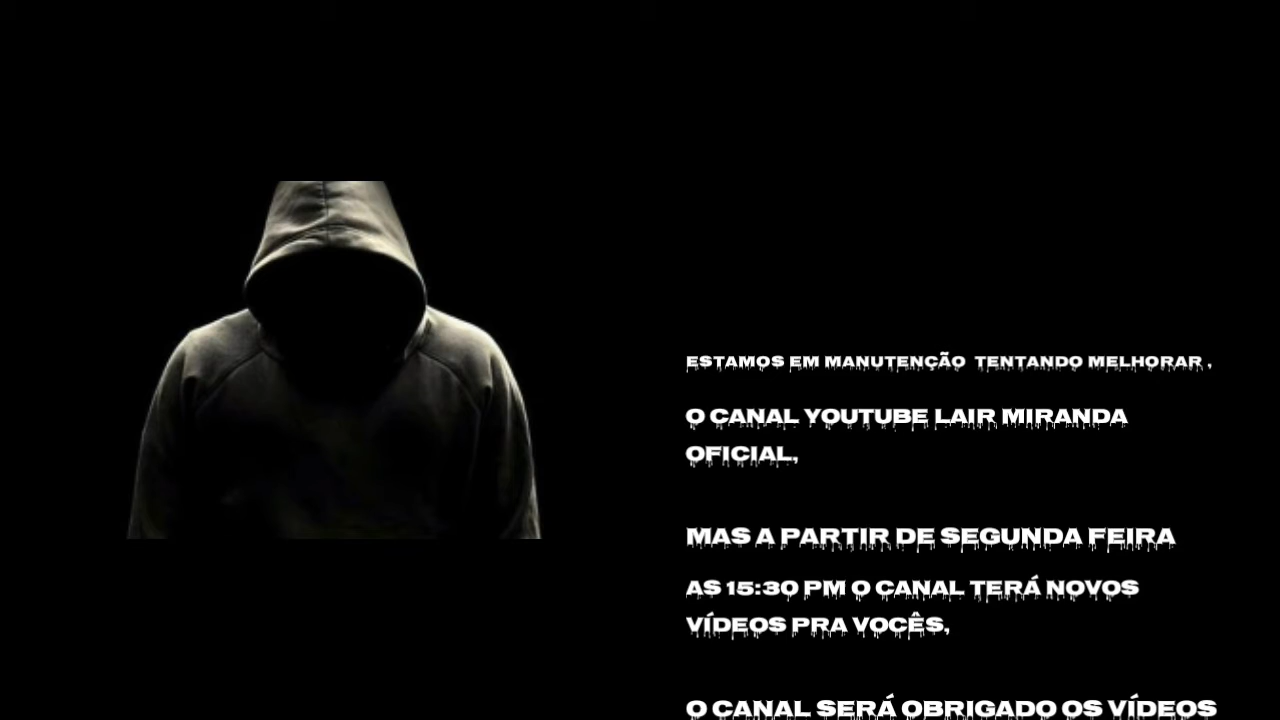 ESTAMOS EM MANUTENÇÃO TENTANDO MELHORAR ,
O CANAL YOUTUBE LAIR MIRANDA
OFICIAL,
MAS A PARTIR DE SEGUNDA FEIRA
AS 15:30 PM O CANAL TERÁ NOVOS
VÍDEOS PRA VOCÊS,
O CANAL SERÁ OBRIGADO OS VÍDEOS